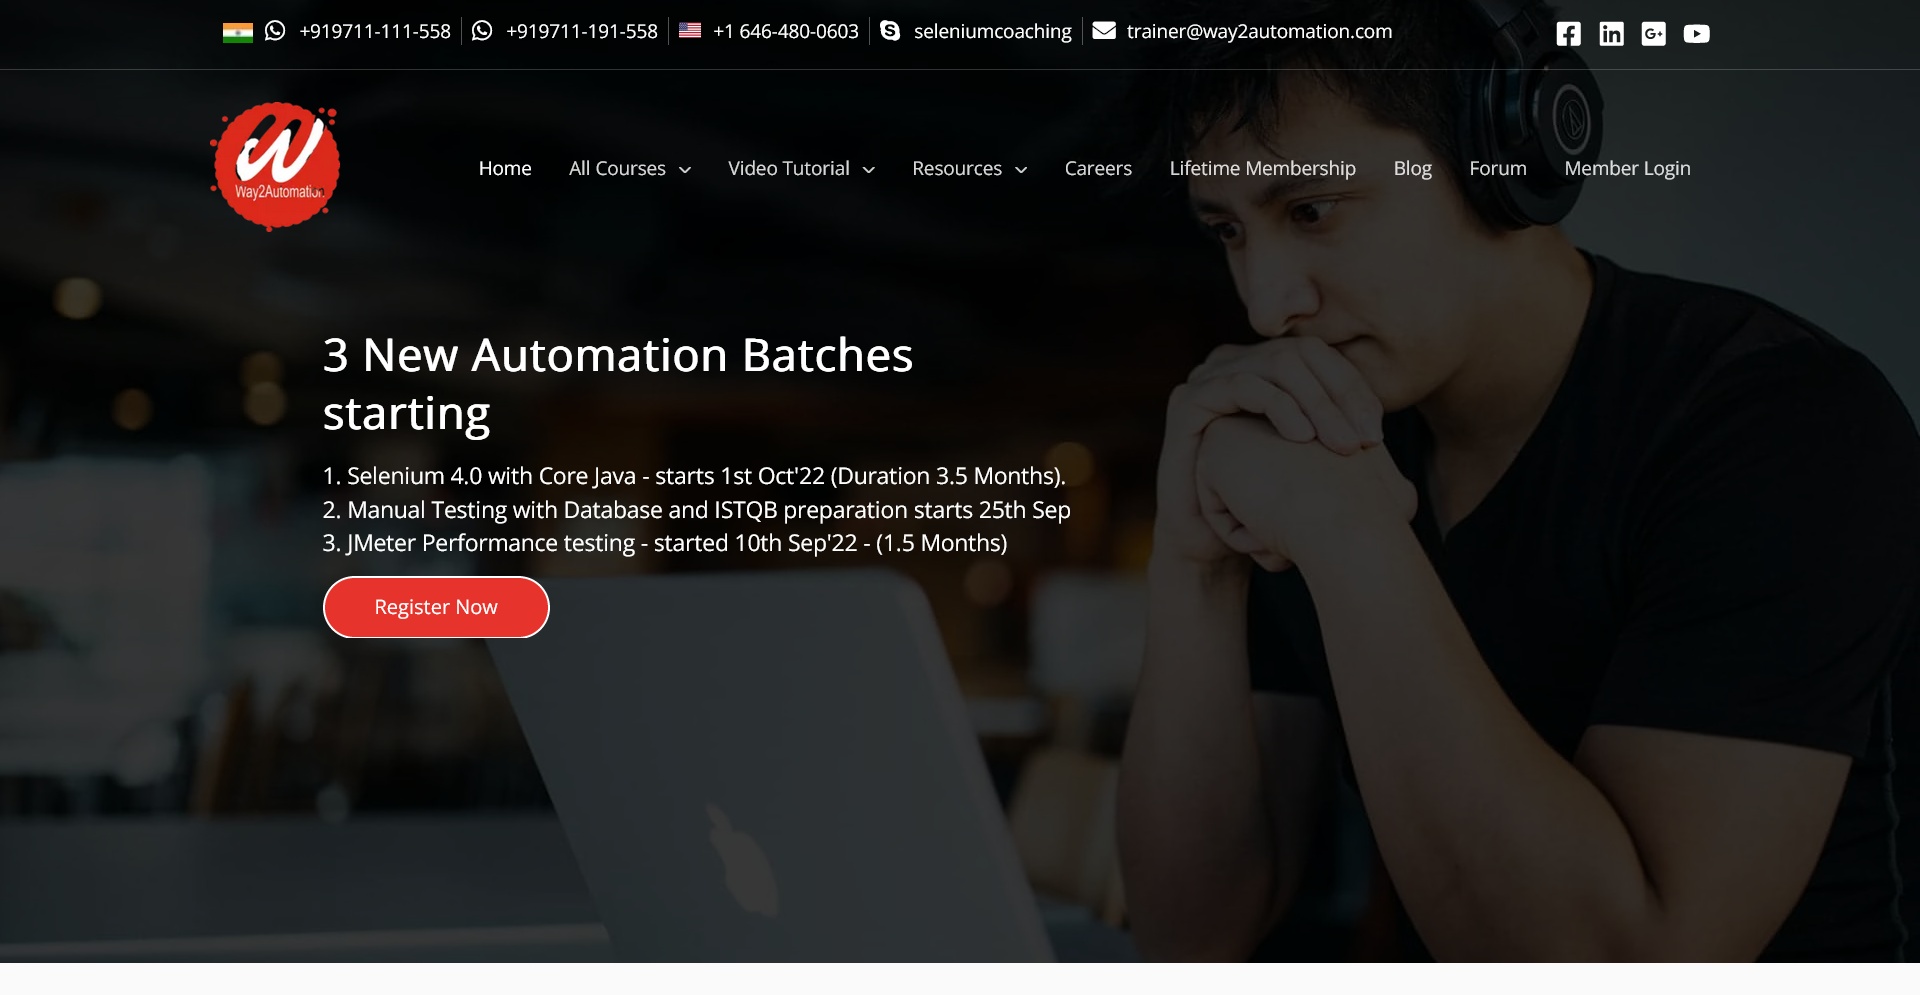 +919711-111-558 +919711-191-558 +1 646-480-0603 seleniumcoaching trainer@way2automation.com
Way2Automation
Home All Courses Video Tutorial Resources Careers Lifetime Membership Blog Forum Member Login
3 New Automation Batches
starting
1. Selenium 4.0 with Core Java - starts 1st Oct'22 (Duration 3.5 Months).
2. Manual Testing with Database and ISTQB preparation starts 25th Sep
3. JMeter Performance testing - started 10th Sep'22 - (1.5 Months)
Register Now